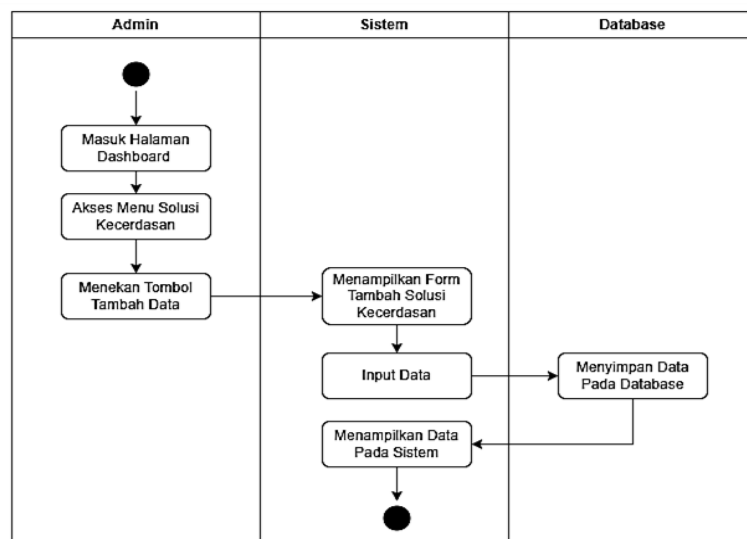 Admin
Sistem
Database
Masuk Halaman
Dashboard
Akses Menu Solusi
Kecerdasan
Menekan Tombol
Tambah Data
Menampilkan Form
Tambah Solusi
Kecerdasan
Input Data
Menyimpan Data
Pada Database
Menampilkan Data
Pada Sistem